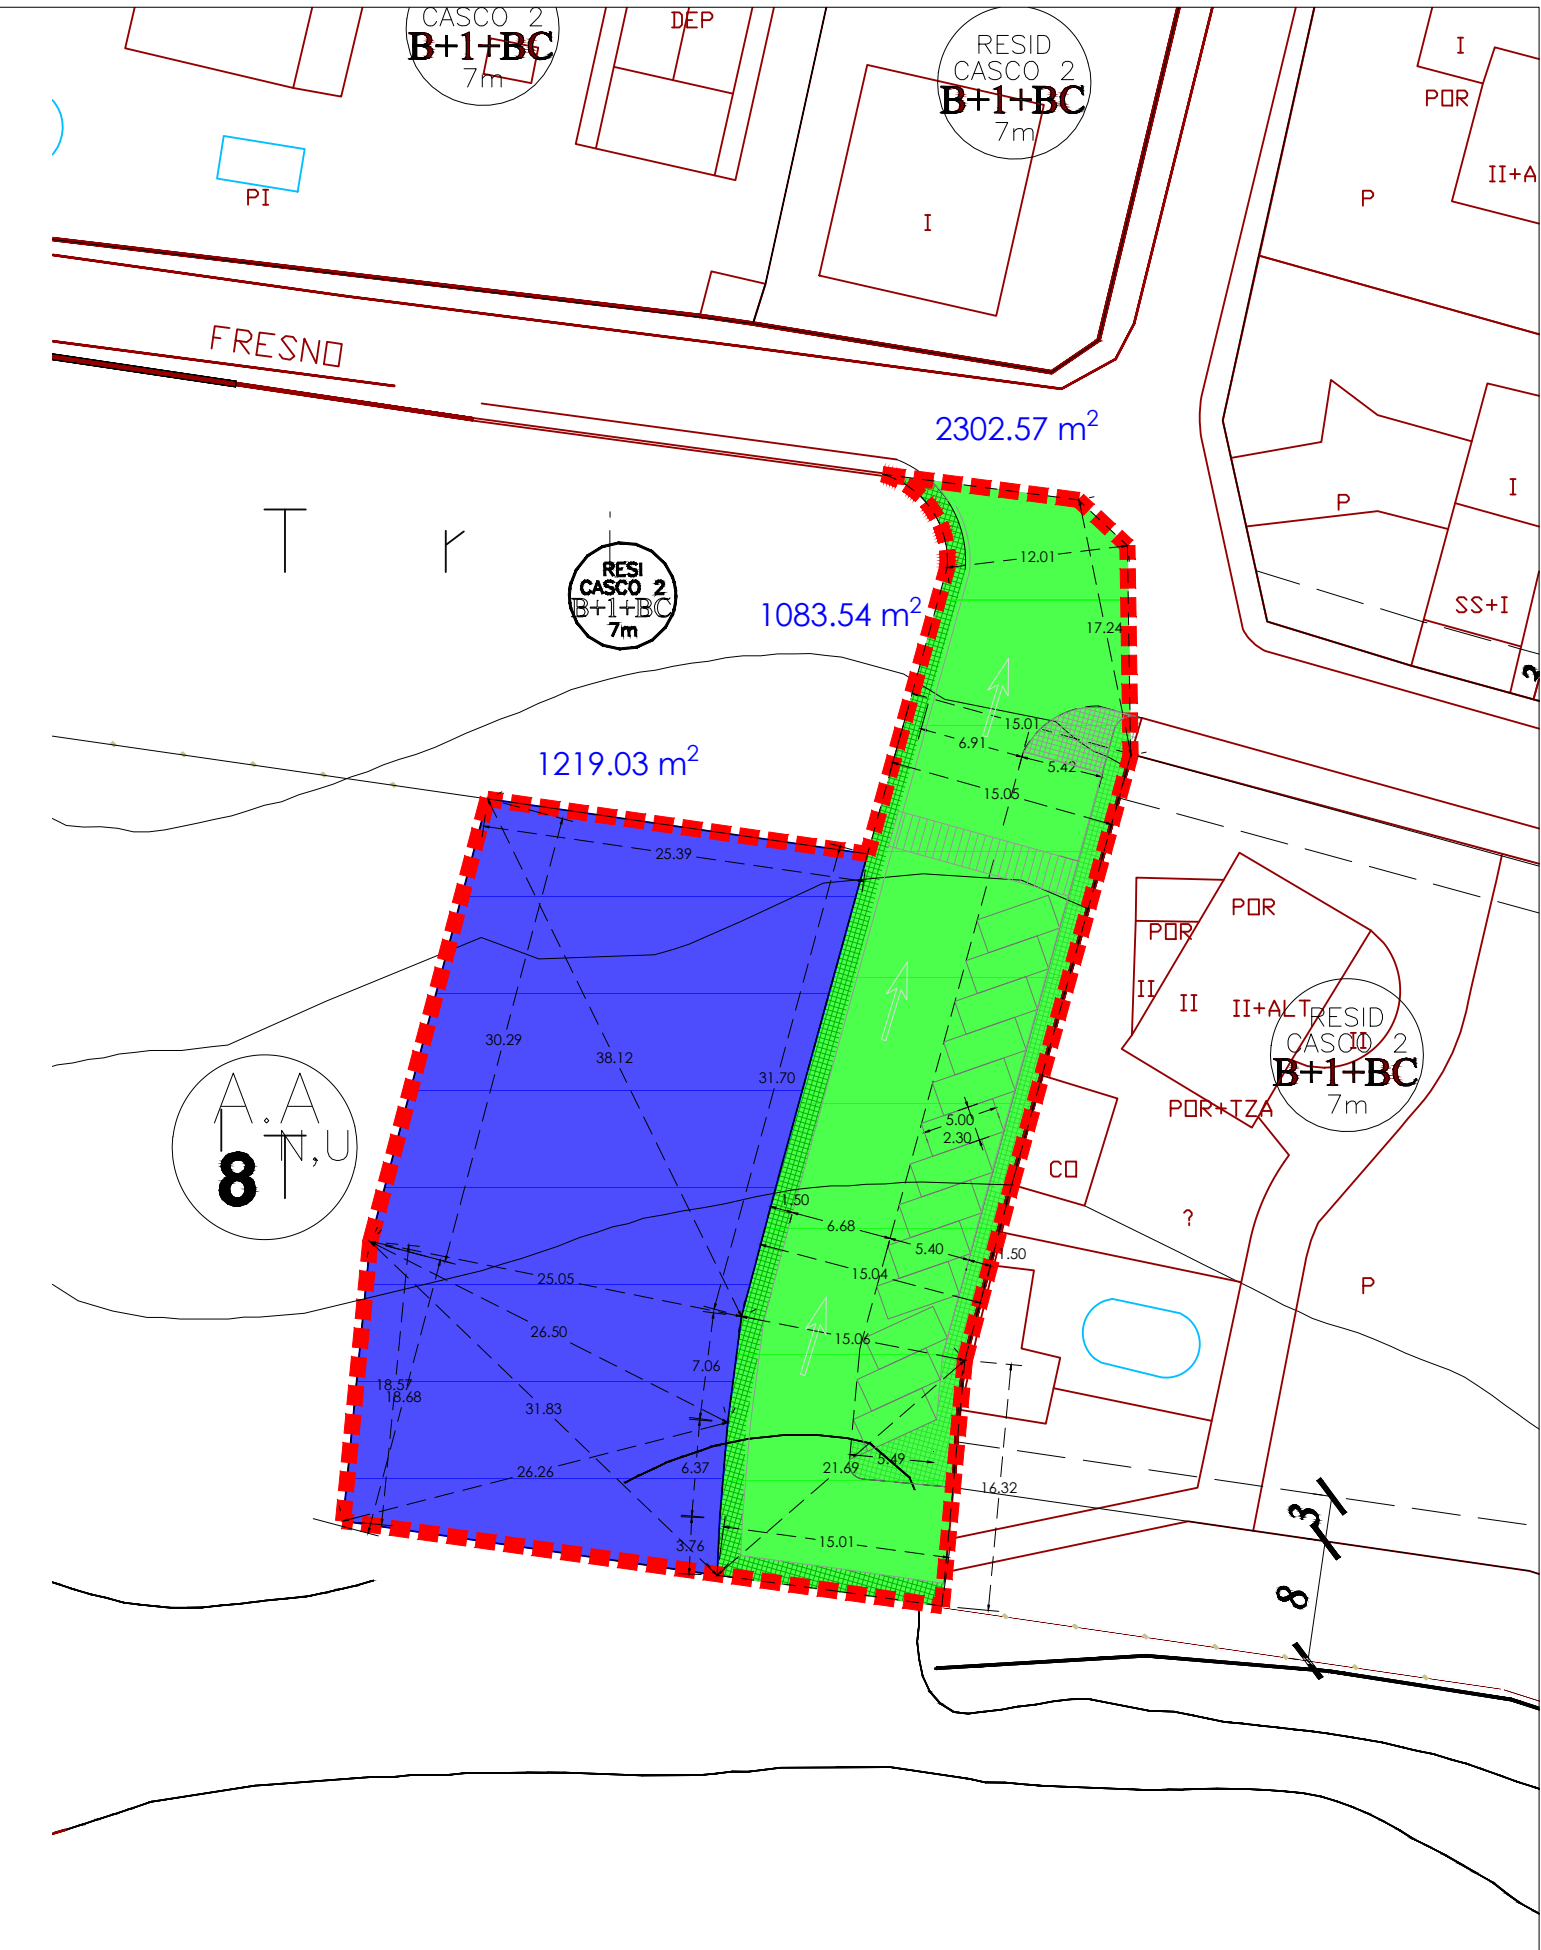 CASCO 2
B+1+BC
7m
DEP
RESID
CASCO 2
B+1+BC
7m
I
POR
II+A
P
PI
I
FRESNO
2302.57 m²
I
P
T r
RESI
CASCO 2
B+1+BC
7m
12.01
1083.54 m²
17.24
SS+I
3
15.01
6.91
5.42
15.05
1219.03 m²
25.39
POR
POR
II
II
II+ALT
II
RESID
CASCO 2
B+1+BC
7m
30.29
38.12
31.70
A.A
T T N,U
8
5.00
2.30
POR+TZA
CO
?
1.50
6.68
5.40
1.50
15.04
25.05
P
26.50
15.06
7.06
18.57
18.68
31.83
26.26
6.37
21.69
5.49
16.32
3
3.76
15.01
8